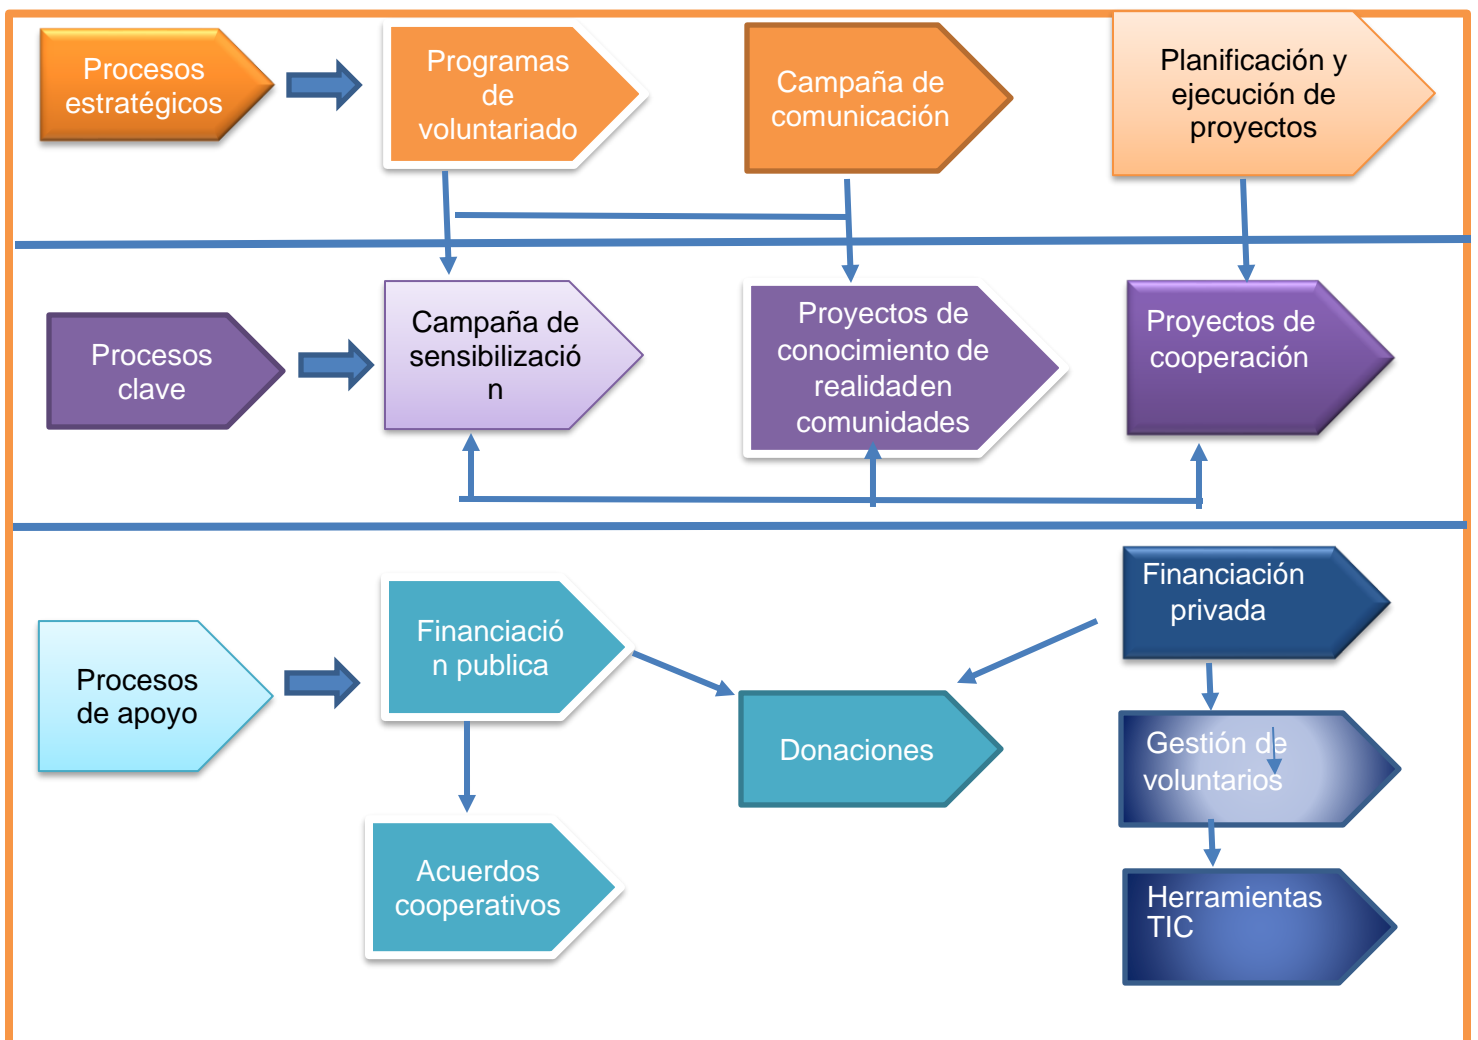 Procesos
estratégicos
Programas
de
voluntariado
Campaña de
comunicación
Planificación y
ejecución de
proyectos
Procesos
clave
Campaña de
sensibilizació
n
Proyectos de
conocimiento de
realidaden
comunidades
Proyectos de
cooperación
Procesos
de apoyo
Financiació
n publica
Donaciones
Financiación
privada
Gestión de
voluntarios
Acuerdos
cooperativos
Herramientas
TIC